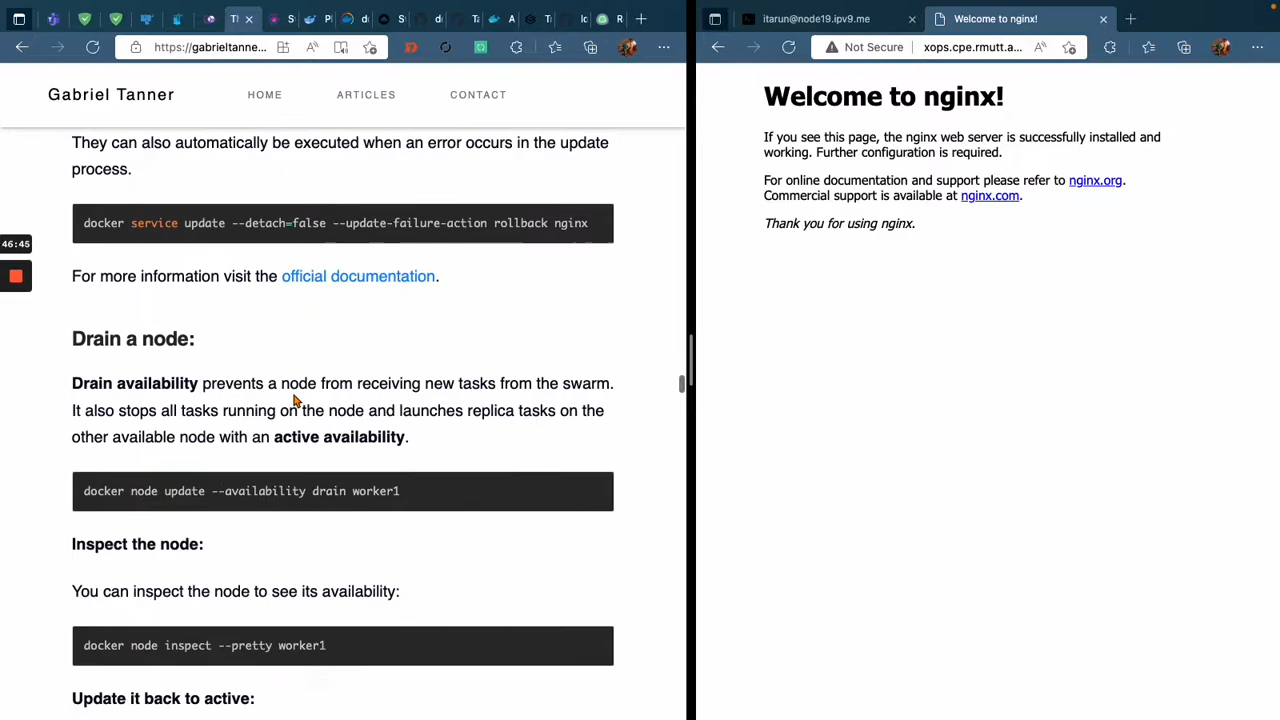 https://gabrieltanne...
Gabriel Tanner
HOME
ARTICLES
CONTACT
They can also automatically be executed when an error occurs in the update
process.
docker service update --detach=false --update-failure-action rollback nginx
For more information visit the official documentation.
Drain a node:
Drain availability prevents a node from receiving new tasks from the swarm.
It also stops all tasks running on the node and launches replica tasks on the
other available node with an active availability.
docker node update --availability drain worker1
Inspect the node:
You can inspect the node to see its availability:
docker node inspect --pretty worker1
Update it back to active:
46:45
itarun@node19.ipv9.me
Welcome to nginx!
Not Secure
xops.cpe.rmutt.a...
Welcome to nginx!
If you see this page, the nginx web server is successfully installed and
working. Further configuration is required.
For online documentation and support please refer to nginx.org.
Commercial support is available at nginx.com.
Thank you for using nginx.